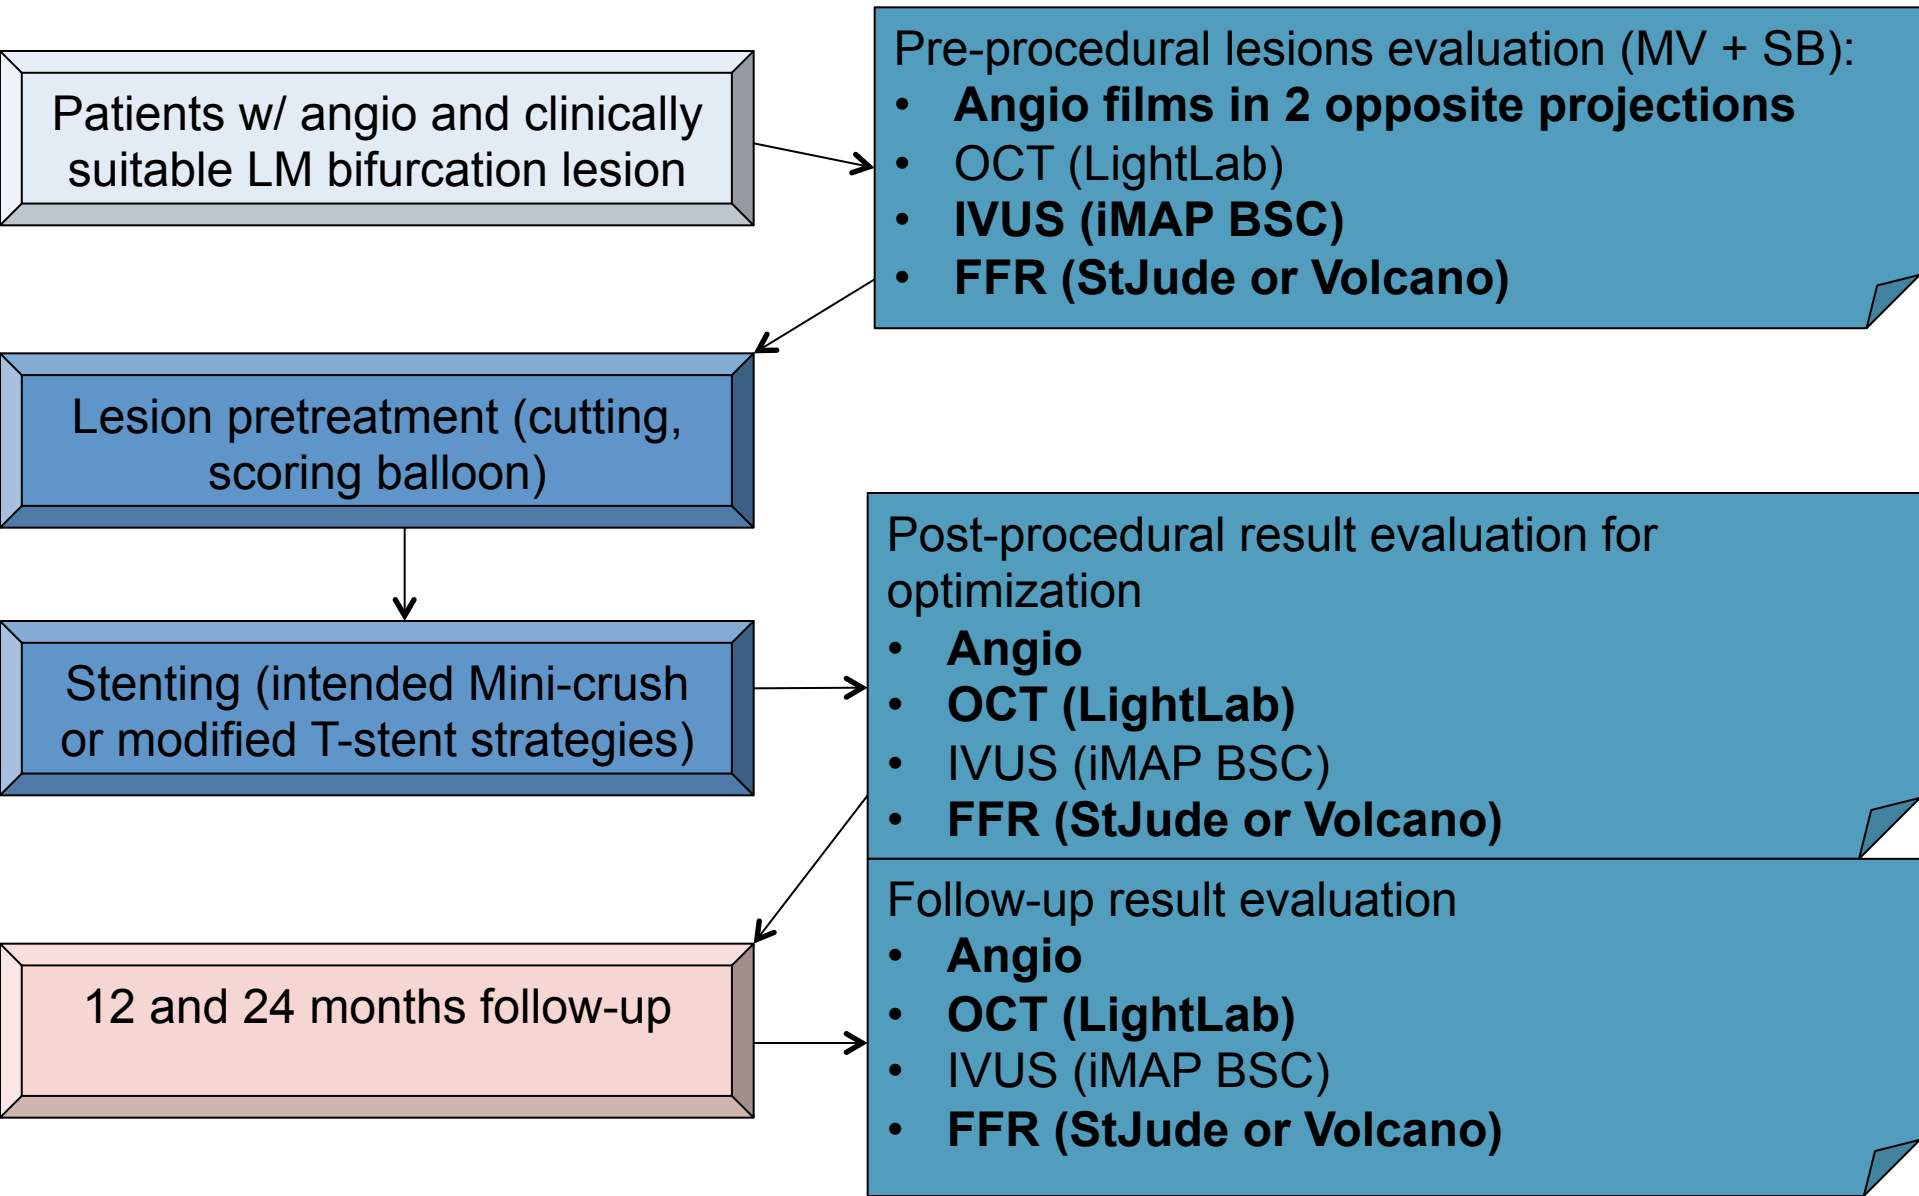 Patients w/ angio and clinically
suitable LM bifurcation lesion
Pre-procedural lesions evaluation (MV + SB):
• Angio films in 2 opposite projections
• OCT (LightLab)
• IVUS (iMAP BSC)
• FFR (StJude or Volcano)
Lesion pretreatment (cutting,
scoring balloon)
Stenting (intended Mini-crush
or modified T-stent strategies)
Post-procedural result evaluation for
optimization
• Angio
• OCT (LightLab)
• IVUS (iMAP BSC)
• FFR (StJude or Volcano)
12 and 24 months follow-up
Follow-up result evaluation
• Angio
• OCT (LightLab)
• IVUS (iMAP BSC)
• FFR (StJude or Volcano)